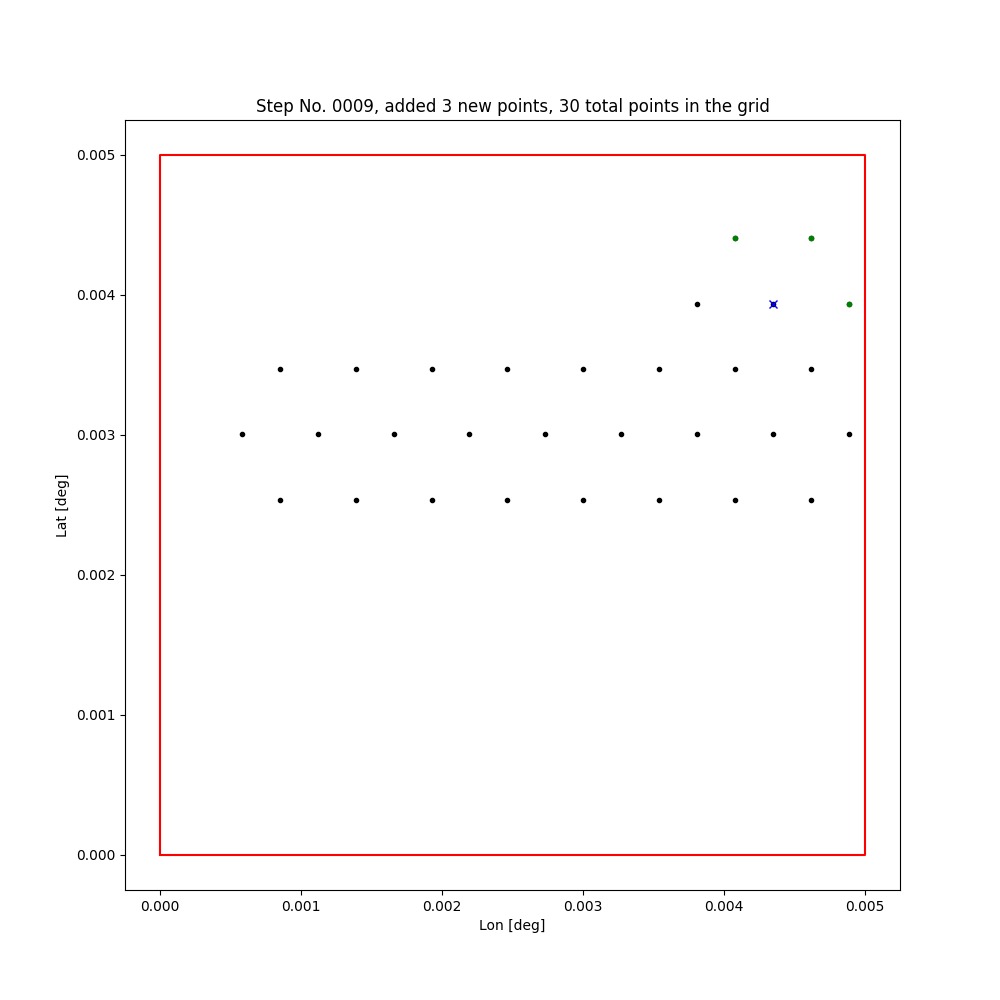 Step No. 0009, added 3 new points, 30 total points in the grid
0.005
0.004
0.003
0.002
0.001
0.000
Lat [deg]
0.000 0.001 0.002 0.003 0.004 0.005
Lon [deg]